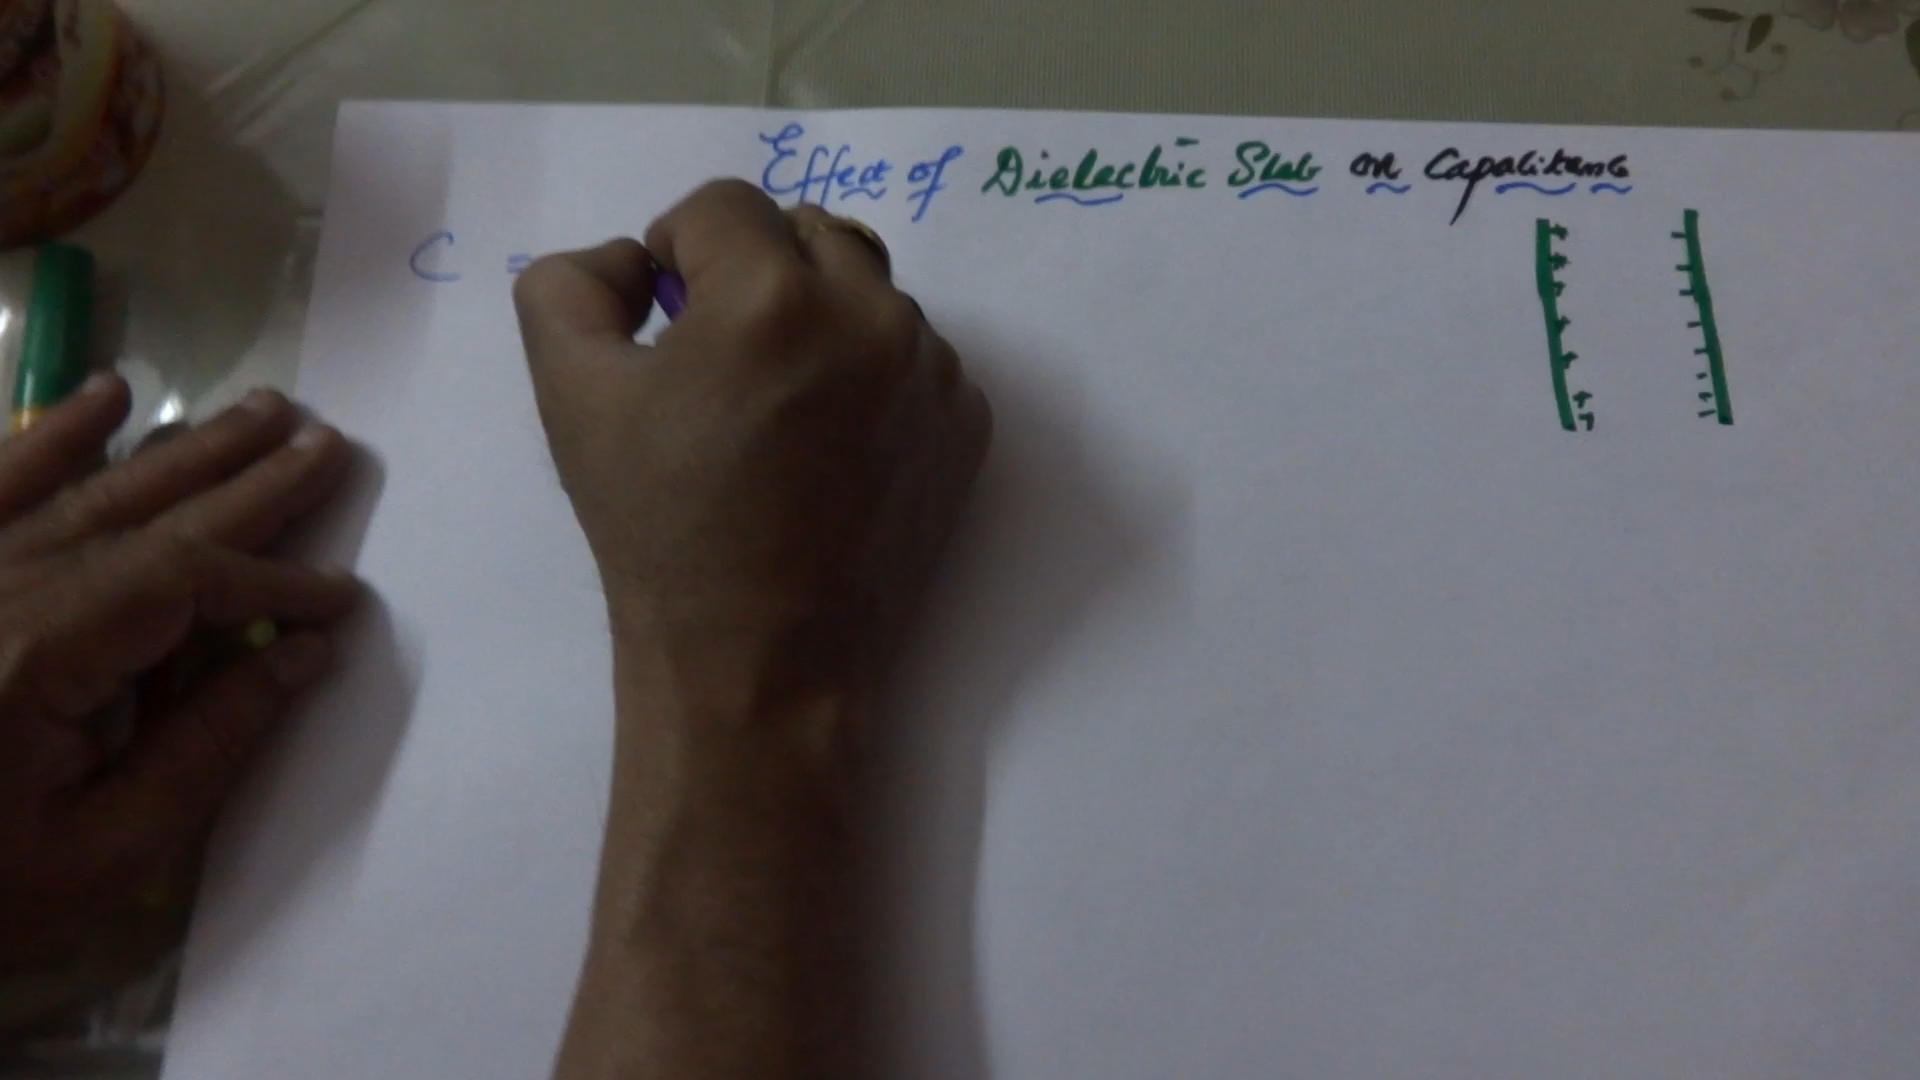 Effect of Dielectric Slab on Capacitance
C =